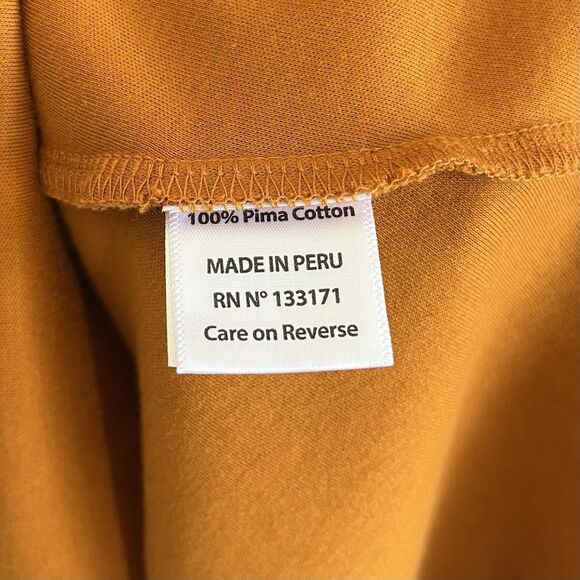 100% Pima Cotton
MADE IN PERU
RN N° 133171
Care on Reverse